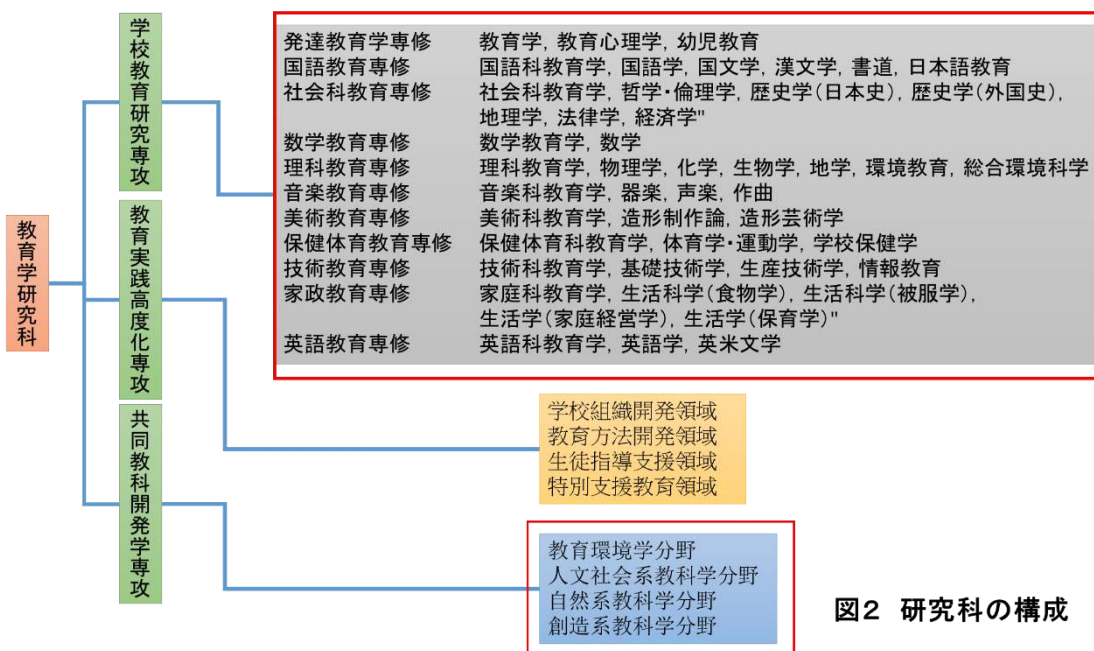 教育学研究科
学校教育研究専攻
発達教育学専修 教育学, 教育心理学, 幼児教育
国語教育専修 国語科教育学, 国語学, 国文学, 漢文学, 書道, 日本語教育
社会科教育専修 社会科教育学, 哲学・倫理学, 歴史学(日本史), 歴史学(外国史),
地理学, 法律学, 経済学"
数学教育専修 数学教育学, 数学
理科教育専修 理科教育学, 物理学, 化学, 生物学, 地学, 環境教育, 総合環境科学
音楽教育専修 音楽科教育学, 器楽, 声楽, 作曲
美術教育専修 美術科教育学, 造形制作論, 造形芸術学
保健体育教育専修 保健体育科教育学, 体育学・運動学, 学校保健学
技術教育専修 技術科教育学, 基礎技術学, 生産技術学, 情報教育
家政教育専修 家庭科教育学, 生活科学(食物学), 生活科学(被服学),
生活学(家庭経営学), 生活学(保育学)"
英語教育専修 英語科教育学, 英語学, 英米文学
教育実践高度化専攻
学校組織開発領域
教育方法開発領域
生徒指導支援領域
特別支援教育領域
共同教科開発学専攻
教育環境学分野
人文社会系教科学分野
自然系教科学分野
創造系教科学分野
図2 研究科の構成